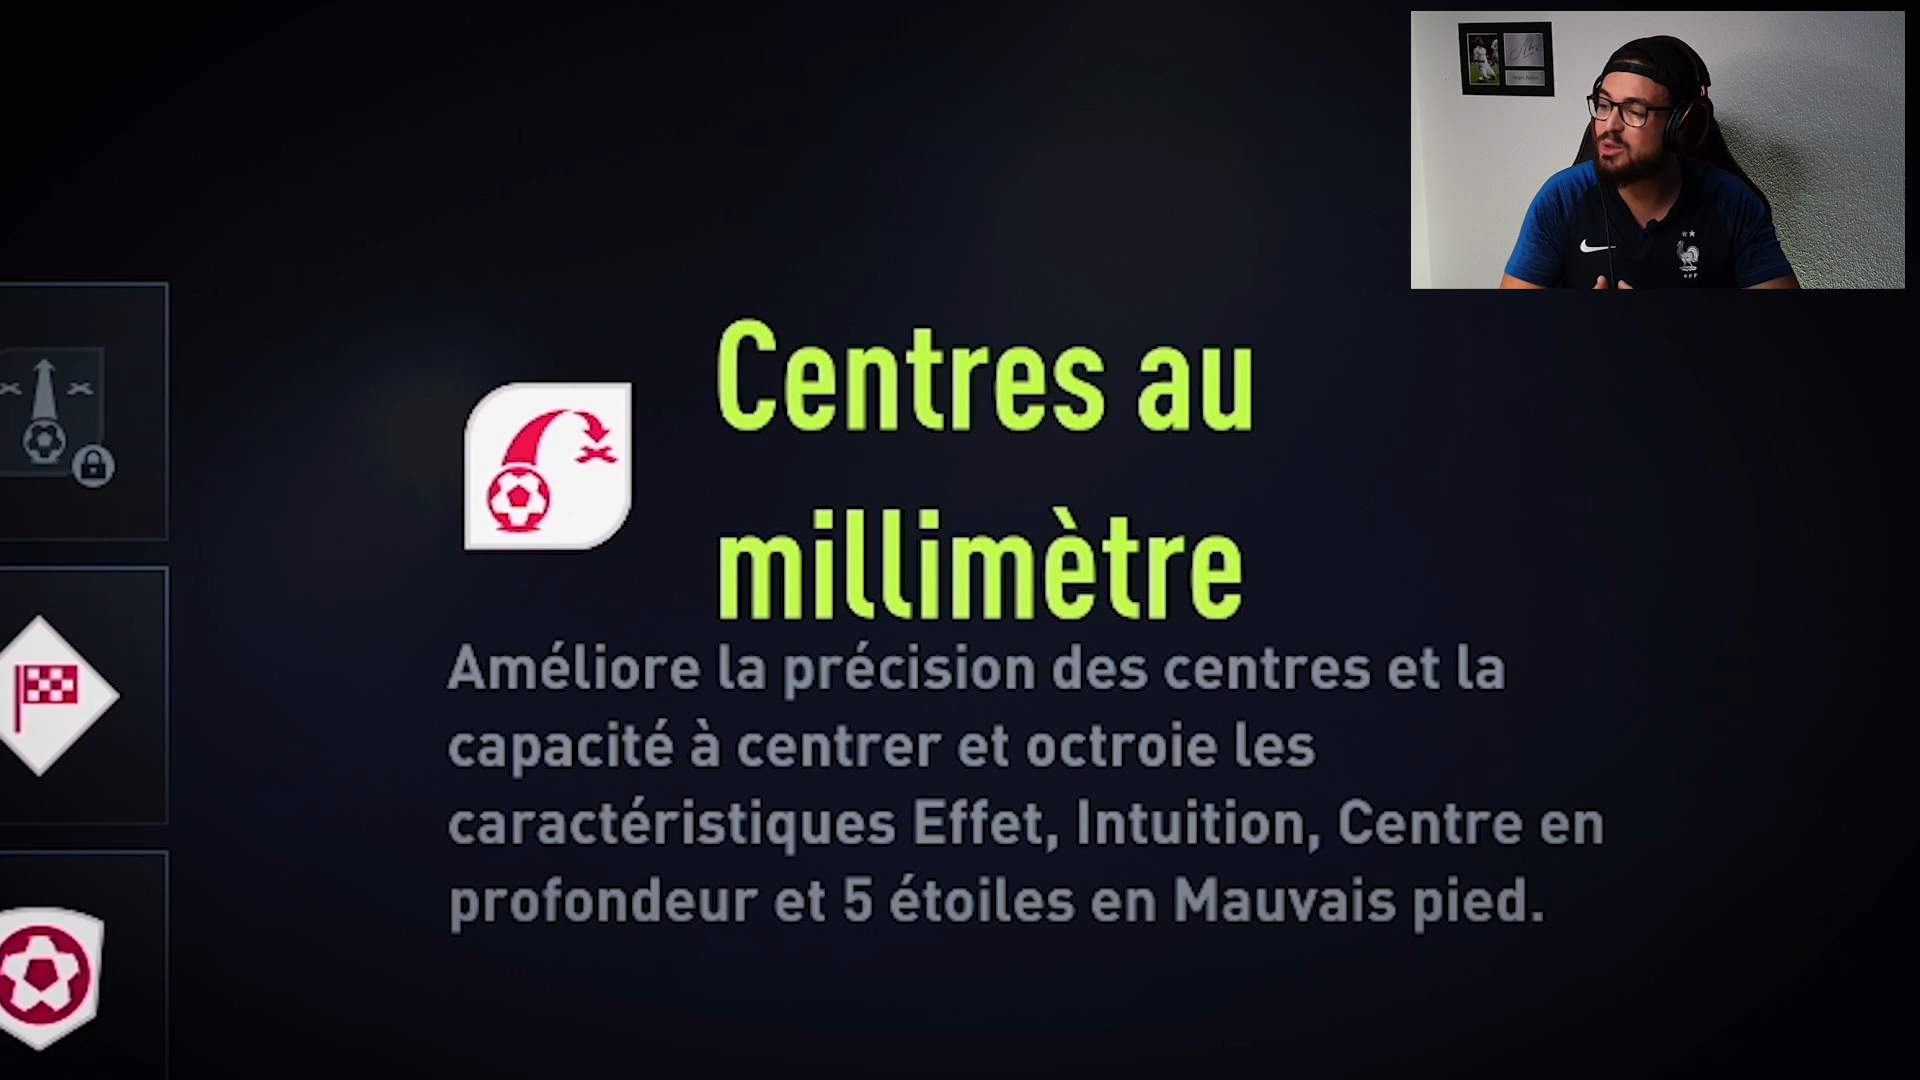 Centres au
millimètre
Améliore la précision des centres et la
capacité à centrer et octroie les
caractéristiques Effet, Intuition, Centre en
profondeur et 5 étoiles en Mauvais pied.